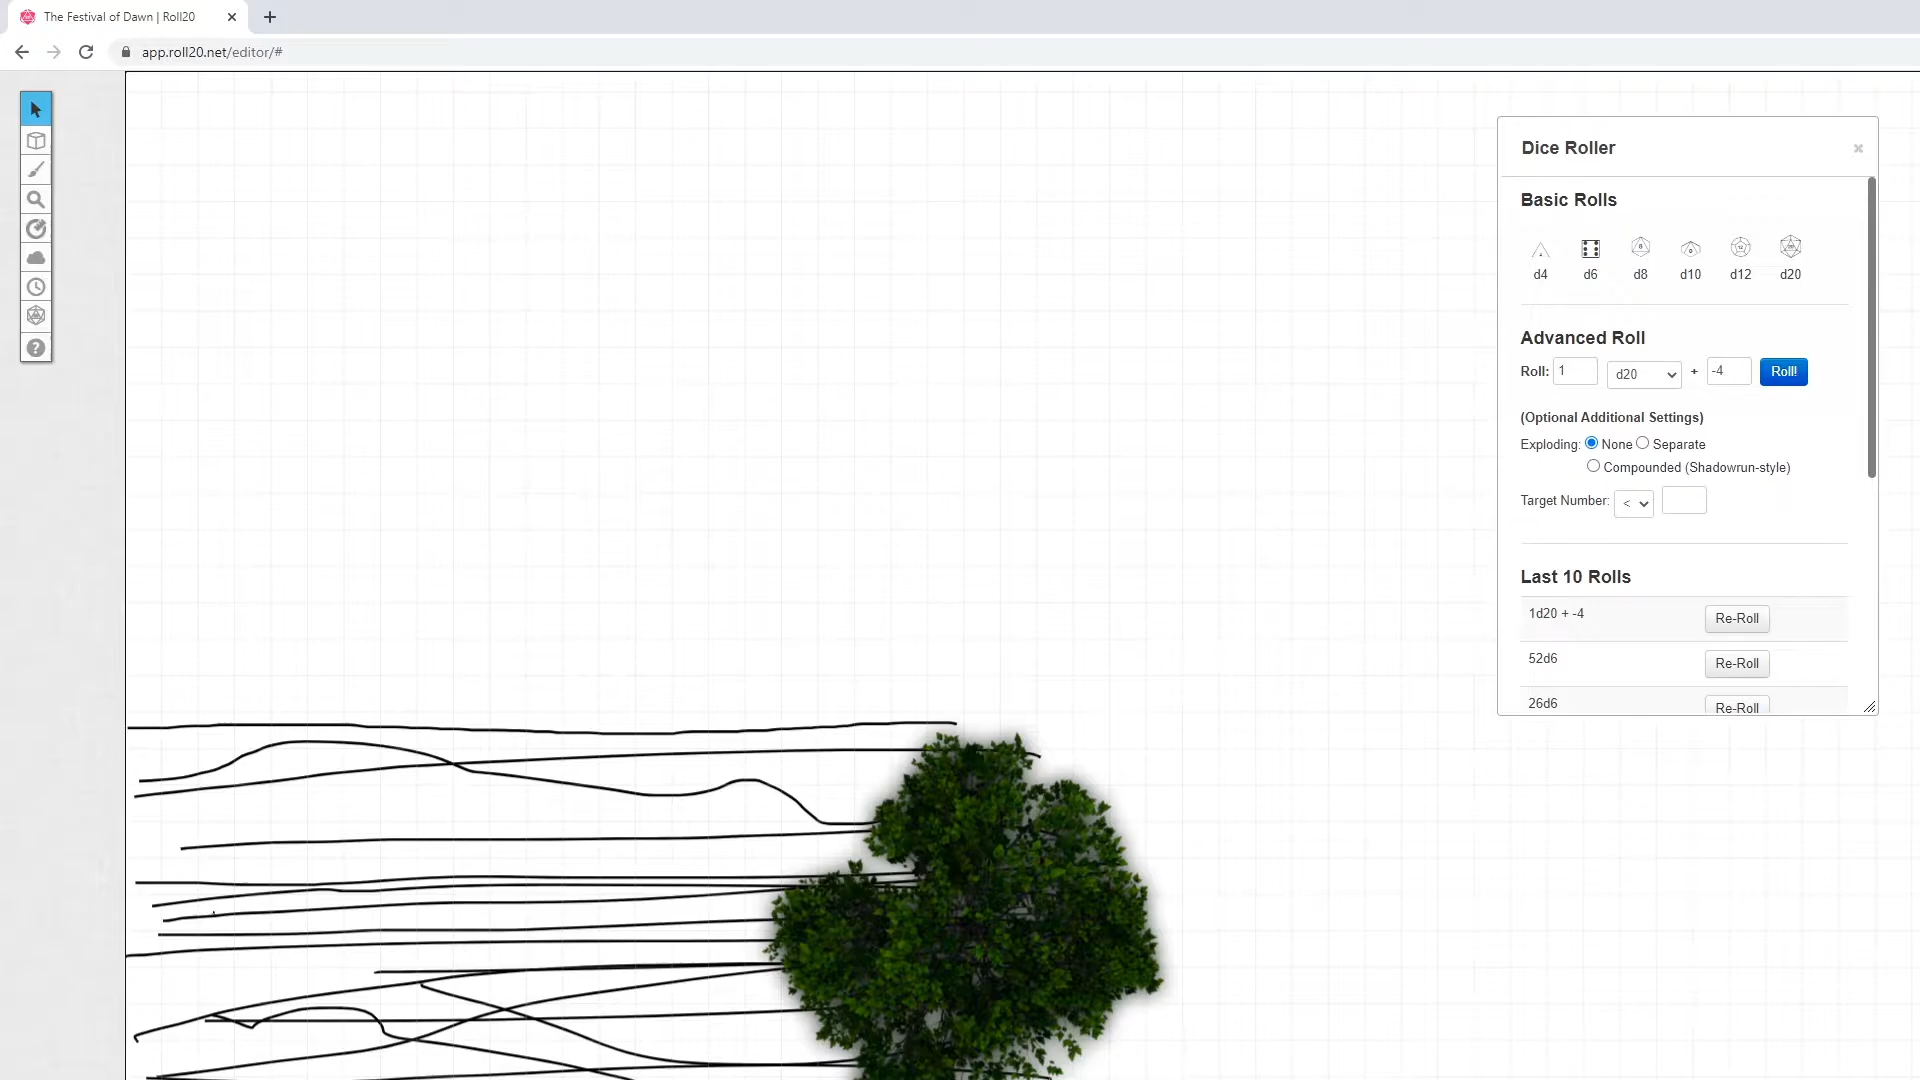 The Festival of Dawn | Roll20
app.roll20.net/editor/#
Dice Roller
Basic Rolls
d4 d6 d8 d10 d12 d20
Advanced Roll
Roll: 1 d20 + -4 Roll!
(Optional Additional Settings)
Exploding: None Separate
Compounded (Shadowrun-style)
Target Number: <
Last 10 Rolls
1d20 + -4 Re-Roll
52d6 Re-Roll
26d6 Re-Roll